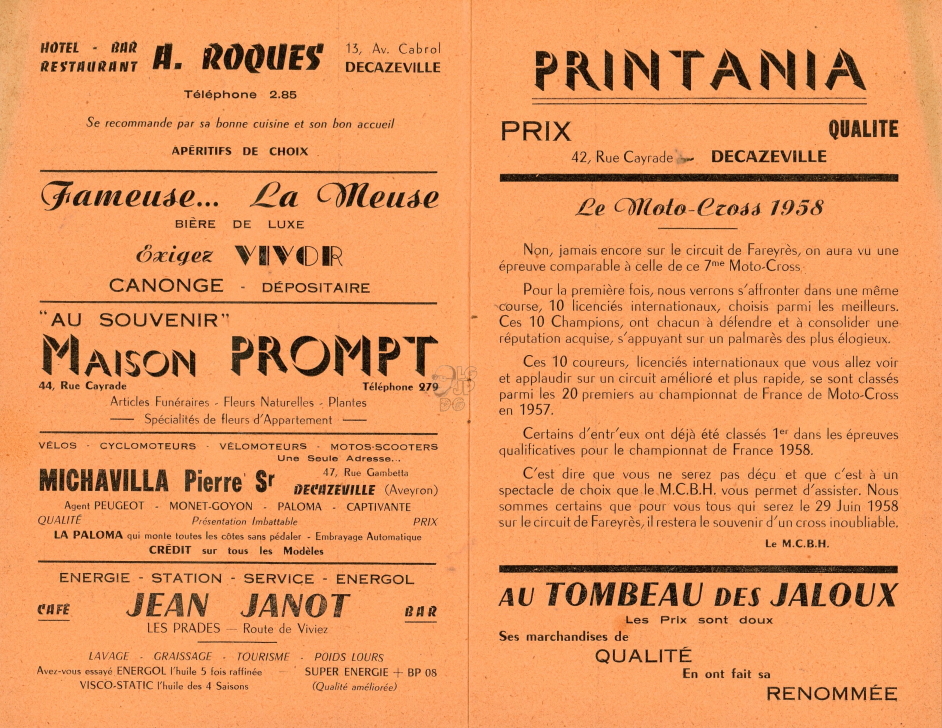 HOTEL - BAR
RESTAURANT
A. ROQUES
13, Av. Cabrol
DECAZEVILLE
Téléphone 2.85
Se recommande par sa bonne cuisine et son bon accueil
APÉRITIFS DE CHOIX
Fameuse... La Meuse
BIÈRE DE LUXE
Exigez VIVOR
CANONGE - DÉPOSITAIRE
"AU SOUVENIR"
MAISON PROMPT
44, Rue Cayrade Téléphone 279
Articles Funéraires - Fleurs Naturelles - Plantes
Spécialités de fleurs d'Appartement
VÉLOS - CYCLOMOTEURS - VÉLOMOTEURS - MOTOS-SCOOTERS
Une Seule Adresse...
MICHAVILLA Pierre Sr
47, Rue Gambetta
DECAZEVILLE (Aveyron)
Agent PEUGEOT - MONET-GOYON - PALOMA - CAPTIVANTE
QUALITÉ Présentation Imbattable PRIX
LA PALOMA qui monte toutes les côtes sans pédaler - Embrayage Automatique
CRÉDIT sur tous les Modèles
ENERGIE - STATION - SERVICE - ENERGOL
CAFÉ JEAN JANOT BAR
LES PRADES — Route de Viviez
LAVAGE - GRAISSAGE - TOURISME - POIDS LOURS
Avez-vous essayé ENERGOL l'huile 5 fois raffinée — SUPER ENERGIE + BP 08
VISCO-STATIC l'huile des 4 Saisons (Qualité améliorée)
PRINTANIA
PRIX QUALITE
42, Rue Cayrade — DECAZEVILLE
Le Moto-Cross 1958
Non, jamais encore sur le circuit de Fareyrès, on aura vu une
épreuve comparable à celle de ce 7me Moto-Cross.
Pour la première fois, nous verrons s'affronter dans une même
course, 10 licenciés internationaux, choisis parmi les meilleurs.
Ces 10 Champions, ont chacun à défendre et à consolider une
réputation acquise, s'appuyant sur un palmarès des plus élogieux.
Ces 10 coureurs, licenciés internationaux que vous allez voir
et applaudir sur un circuit amélioré et plus rapide, se sont classés
parmi les 20 premiers au championnat de France de Moto-Cross
en 1957.
Certains d'entr'eux ont déjà été classés 1er dans les épreuves
qualificatives pour le championnat de France 1958.
C'est dire que vous ne serez pas déçu et que c'est à un
spectacle de choix que le M.C.B.H. vous permet d'assister. Nous
sommes certains que pour vous tous qui serez le 29 Juin 1958
sur le circuit de Fareyrès, il restera le souvenir d'un cross inoubliable.
Le M.C.B.H.
AU TOMBEAU DES JALOUX
Les Prix sont doux
Ses marchandises de
QUALITÉ
En ont fait sa
RENOMMÉE